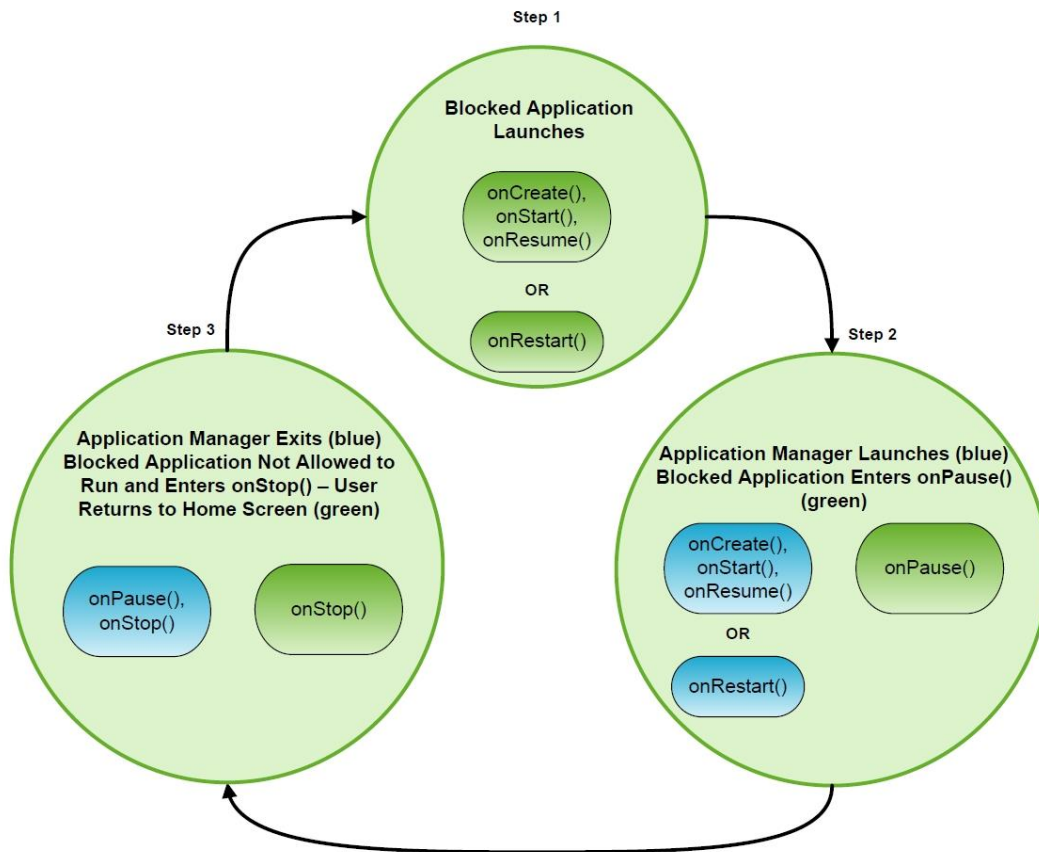 Step 1
Blocked Application
Launches
onCreate(),
onStart(),
onResume()
OR
onRestart()
Step 2
Application Manager Launches (blue)
Blocked Application Enters onPause()
(green)
onCreate(),
onStart(),
onResume()
onPause()
OR
onRestart()
Step 3
Application Manager Exits (blue)
Blocked Application Not Allowed to
Run and Enters onStop() – User
Returns to Home Screen (green)
onPause(),
onStop()
onStop()